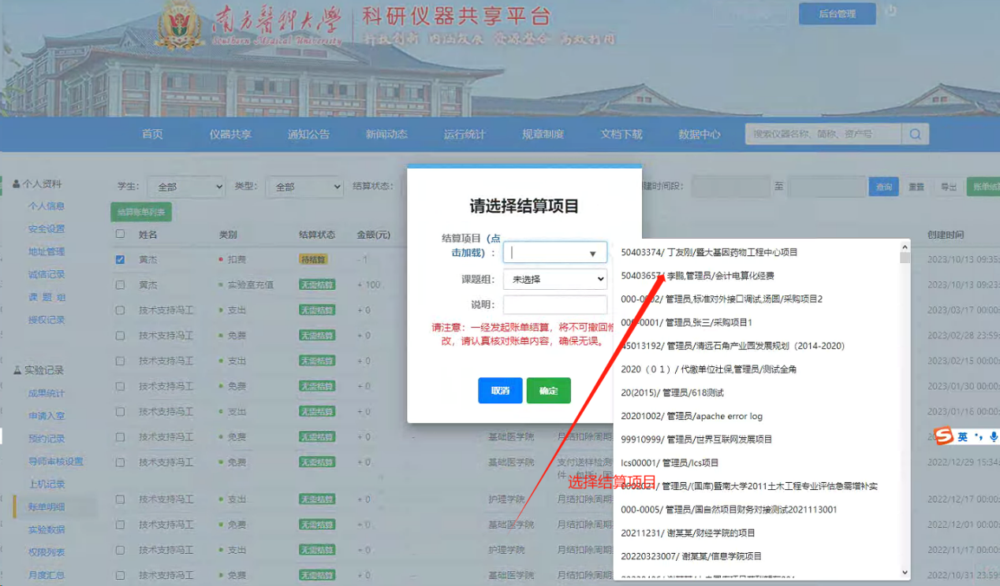 南方醫科大學
Southern Medical University
科研仪器共享平台
后台管理
首页 仪器共享 通知公告 新闻动态 运行统计 规章制度 文档下载 数据中心 搜索仪器名称、简称、资产号
个人资料
个人信息
安全设置
地址管理
诚信记录
课 题 组
授权记录
实验记录
成果统计
申请入室
预约记录
导师审核设置
上机记录
账单明细
实验数据
权限列表
月度汇总
学生： 全部 类型： 全部 结算状态： 建时间段： 至 查询 重置 导出 账单结
结算账单列表
姓名 类别 结算状态 金额(元) 创建时间
黄杰 扣费 待结算 - 1 2023/10/13 09:35:
黄杰 实验室充值 无需结算 + 100 2023/10/13 09:23:
技术支持冯工 支出 无需结算 + 0 2023/03/17 00:00:
技术支持冯工 免费 无需结算 + 0 2023/02/28 23:59:
技术支持冯工 支出 无需结算 + 0 2023/02/15 00:00:
技术支持冯工 免费 无需结算 + 0 2023/01/30 00:00:
技术支持冯工 支出 无需结算 + 0 2023/01/16 00:00:
技术支持冯工 免费 无需结算 + 0 - 基础医学院 月结扣除周期 20
技术支持冯工 免费 无需结算 + 0 基础医学院 支付送样检测 2022/12/29 15:34:
技术支持冯工 支出 无需结算 + 0 护理学院 月结扣除周期 2022/12/17 00:00:
技术支持冯工 免费 无需结算 + 0 基础医学院 月结扣除周期 2022/12/01 00:00:
技术支持冯工 支出 无需结算 + 0 护理学院 月结扣除周期 2022/11/17 00:00:
技术支持冯工 免费 无需结算 + 0 基础医学院 月结扣除周期 2022/10/31 23:59:
请选择结算项目
结算项目（点
击加载）：
课题组： 未选择
说明：
请注意：一经发起账单结算，将不可撤回修
改，请认真核对账单内容，确保无误。
取消 确定
50403374/ 丁友刚/暨大基因药物工程中心项目
50403657/ 李鹏,管理员/会计电算化经费
000-0002/ 管理员,标准对外接口调试,汤圆/采购项目2
000-0001/ 管理员,张三/采购项目1
45013192/ 管理员/清远石角产业园发展规划（2014-2020）
2020（０１）/ 代缴单位社保,管理员/测试全角
20(2015)/ 管理员/618测试
20201002/ 管理员/apache error log
99910999/ 管理员/世界互联网发展项目
lcs00001/ 管理员/lcs项目
0002021/ 管理员/(国库)暨南大学2011土木工程专业评估急需增补实
000-0005/ 管理员/国自然项目财务对接测试2021113001
20211231/ 谢某某/财经学院的项目
20220323007/ 谢某某/信息学院项目
选择结算项目
英